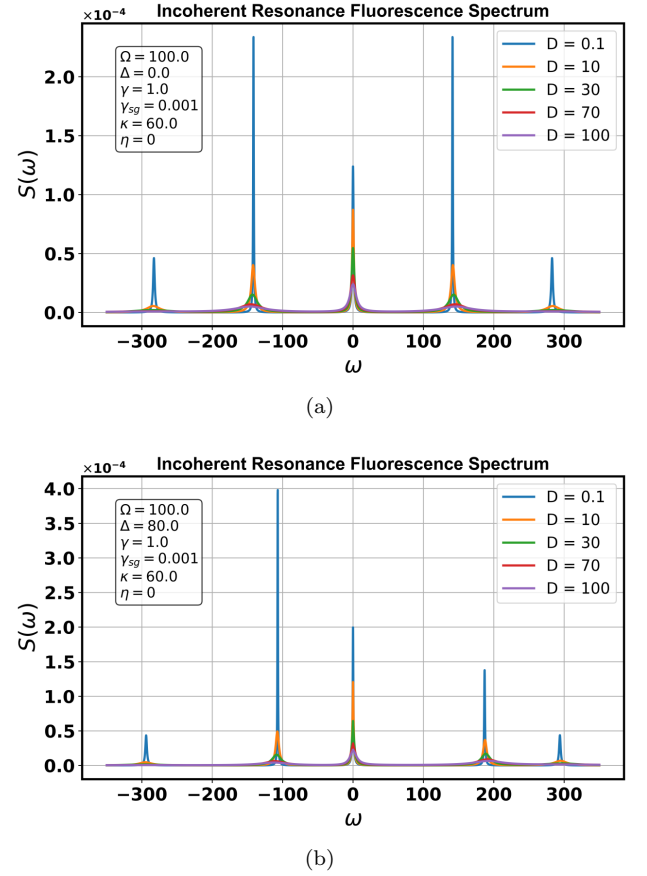 Incoherent Resonance Fluorescence Spectrum
×10⁻⁴
Ω = 100.0
Δ = 0.0
γ = 1.0
γsg = 0.001
κ = 60.0
η = 0
D = 0.1
D = 10
D = 30
D = 70
D = 100
S(ω)
2.0
1.5
1.0
0.5
0.0
−300 −200 −100 0 100 200 300
ω
(a)
Incoherent Resonance Fluorescence Spectrum
×10⁻⁴
Ω = 100.0
Δ = 80.0
γ = 1.0
γsg = 0.001
κ = 60.0
η = 0
D = 0.1
D = 10
D = 30
D = 70
D = 100
S(ω)
4.0
3.5
3.0
2.5
2.0
1.5
1.0
0.5
0.0
−300 −200 −100 0 100 200 300
ω
(b)